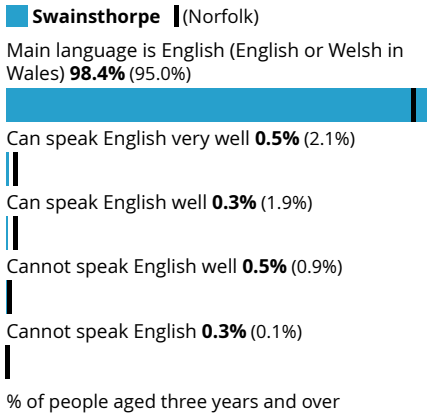 Swainsthorpe (Norfolk)
Main language is English (English or Welsh in
Wales) 98.4% (95.0%)
Can speak English very well 0.5% (2.1%)
Can speak English well 0.3% (1.9%)
Cannot speak English well 0.5% (0.9%)
Cannot speak English 0.3% (0.1%)
% of people aged three years and over